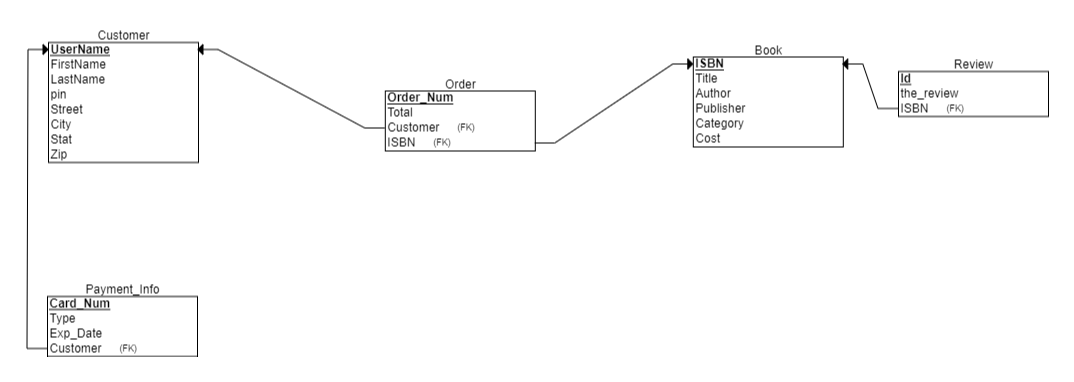 Customer
UserName
FirstName
LastName
pin
Street
City
Stat
Zip
Order
Order_Num
Total
Customer (FK)
ISBN (FK)
Book
ISBN
Title
Author
Publisher
Category
Cost
Review
Id
the_review
ISBN (FK)
Payment_Info
Card_Num
Type
Exp_Date
Customer (FK)